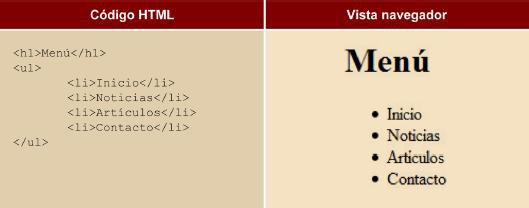 Código HTML
<h1>Menú</h1>
<ul>
<li>Inicio</li>
<li>Noticias</li>
<li>Artículos</li>
<li>Contacto</li>
</ul>
Vista navegador
Menú
Inicio
Noticias
Artículos
Contacto